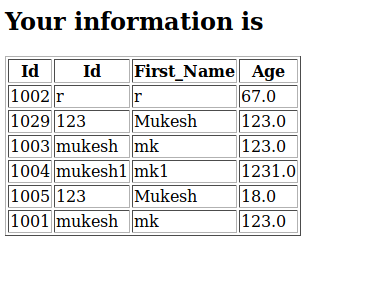 Your information is
Id Id First_Name Age
1002 r r 67.0
1029 123 Mukesh 123.0
1003 mukesh mk 123.0
1004 mukesh1 mk1 1231.0
1005 123 Mukesh 18.0
1001 mukesh mk 123.0